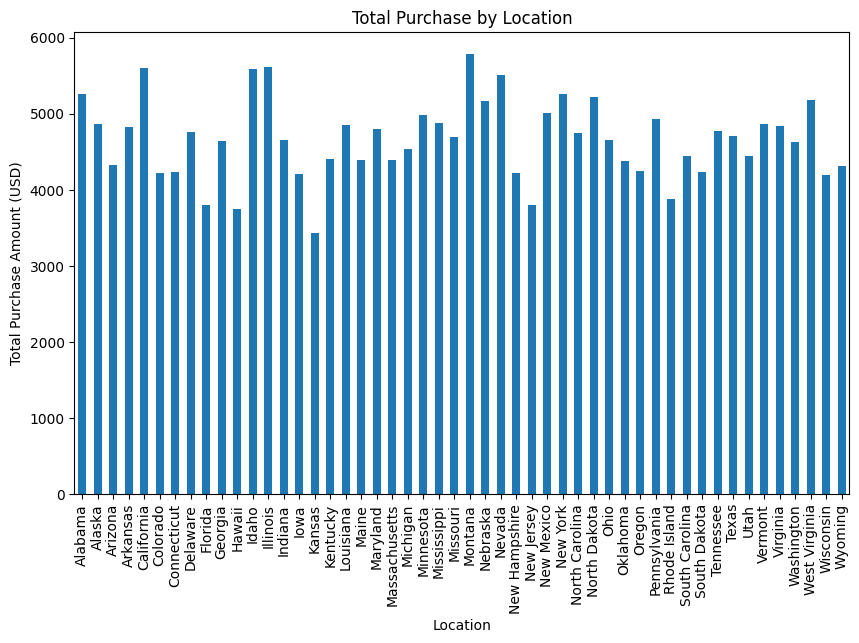 Total Purchase by Location
Total Purchase Amount (USD)
6000
5000
4000
3000
2000
1000
0
Alabama
Alaska
Arizona
Arkansas
California
Colorado
Connecticut
Delaware
Florida
Georgia
Hawaii
Idaho
Illinois
Indiana
Iowa
Kansas
Kentucky
Louisiana
Maine
Maryland
Massachusetts
Michigan
Minnesota
Mississippi
Missouri
Montana
Nebraska
Nevada
New Hampshire
New Jersey
New Mexico
New York
North Carolina
North Dakota
Ohio
Oklahoma
Oregon
Pennsylvania
Rhode Island
South Carolina
South Dakota
Tennessee
Texas
Utah
Vermont
Virginia
Washington
West Virginia
Wisconsin
Wyoming
Location